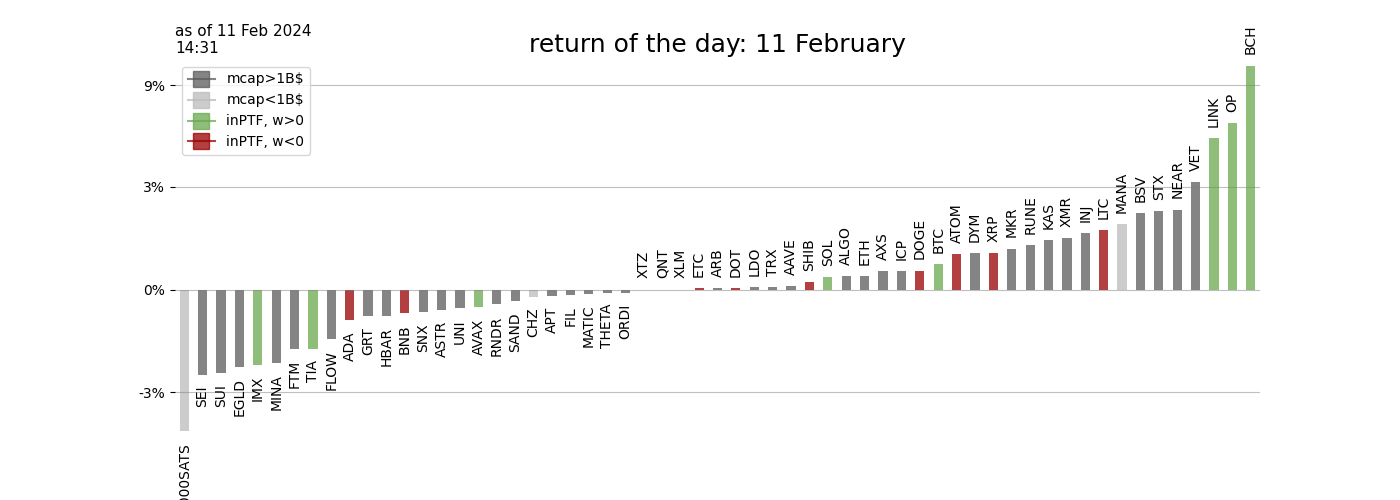 as of 11 Feb 2024
14:31
return of the day: 11 February
mcap>1B$
mcap<1B$
inPTF, w>0
inPTF, w<0
9%
3%
0%
-3%
000SATS
SEI
SUI
EGLD
IMX
MINA
FTM
TIA
FLOW
ADA
GRT
HBAR
BNB
SNX
ASTR
UNI
AVAX
RNDR
SAND
CHZ
APT
FIL
MATIC
THETA
ORDI
XTZ
QNT
XLM
ETC
ARB
DOT
LDO
TRX
AAVE
SHIB
SOL
ALGO
ETH
AXS
ICP
DOGE
BTC
ATOM
DYM
XRP
MKR
RUNE
KAS
XMR
INJ
LTC
MANA
BSV
STX
NEAR
VET
LINK
OP
BCH